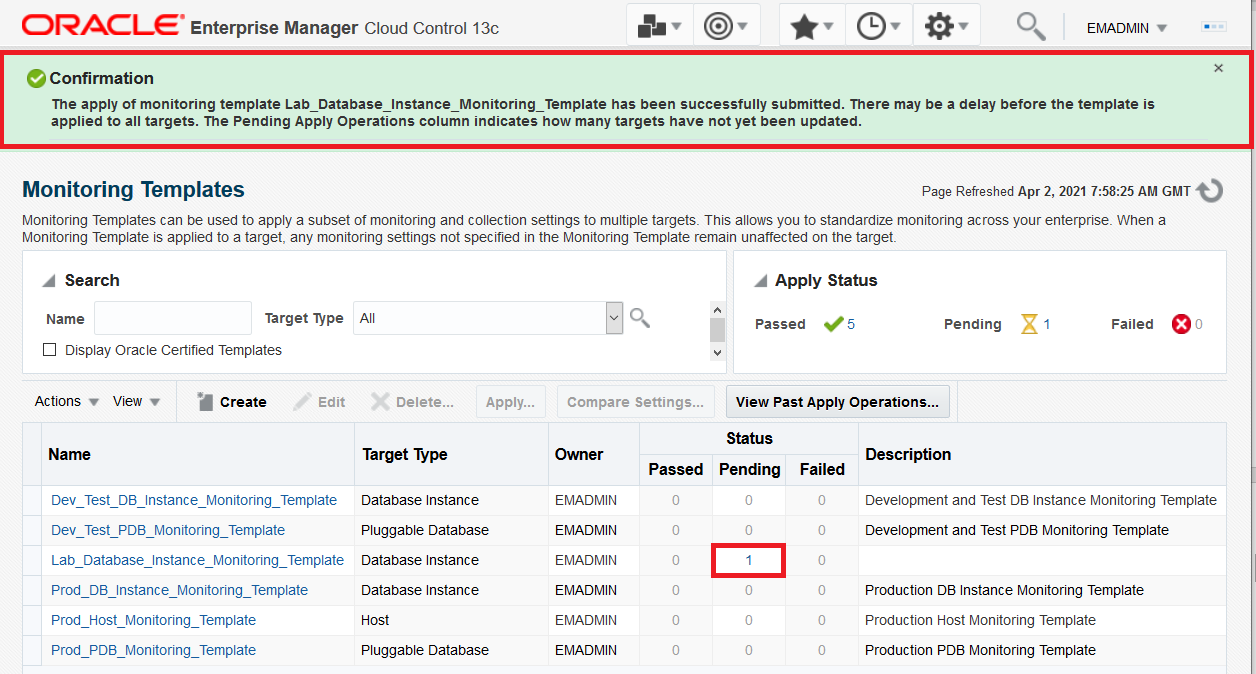 ORACLE Enterprise Manager Cloud Control 13c EMADMIN
Confirmation
The apply of monitoring template Lab_Database_Instance_Monitoring_Template has been successfully submitted. There may be a delay before the template is
applied to all targets. The Pending Apply Operations column indicates how many targets have not yet been updated.
Monitoring Templates
Page Refreshed Apr 2, 2021 7:58:25 AM GMT
Monitoring Templates can be used to apply a subset of monitoring and collection settings to multiple targets. This allows you to standardize monitoring across your enterprise. When a
Monitoring Template is applied to a target, any monitoring settings not specified in the Monitoring Template remain unaffected on the target.
Search
Name Target Type All
Display Oracle Certified Templates
Apply Status
Passed 5 Pending 1 Failed 0
Actions View Create Edit Delete... Apply... Compare Settings... View Past Apply Operations...
Name Target Type Owner Status Description
Passed Pending Failed
Dev_Test_DB_Instance_Monitoring_Template Database Instance EMADMIN 0 0 0 Development and Test DB Instance Monitoring Template
Dev_Test_PDB_Monitoring_Template Pluggable Database EMADMIN 0 0 0 Development and Test PDB Monitoring Template
Lab_Database_Instance_Monitoring_Template Database Instance EMADMIN 0 1 0
Prod_DB_Instance_Monitoring_Template Database Instance EMADMIN 0 0 0 Production DB Instance Monitoring Template
Prod_Host_Monitoring_Template Host EMADMIN 0 0 0 Production Host Monitoring Template
Prod_PDB_Monitoring_Template Pluggable Database EMADMIN 0 0 0 Production PDB Monitoring Template